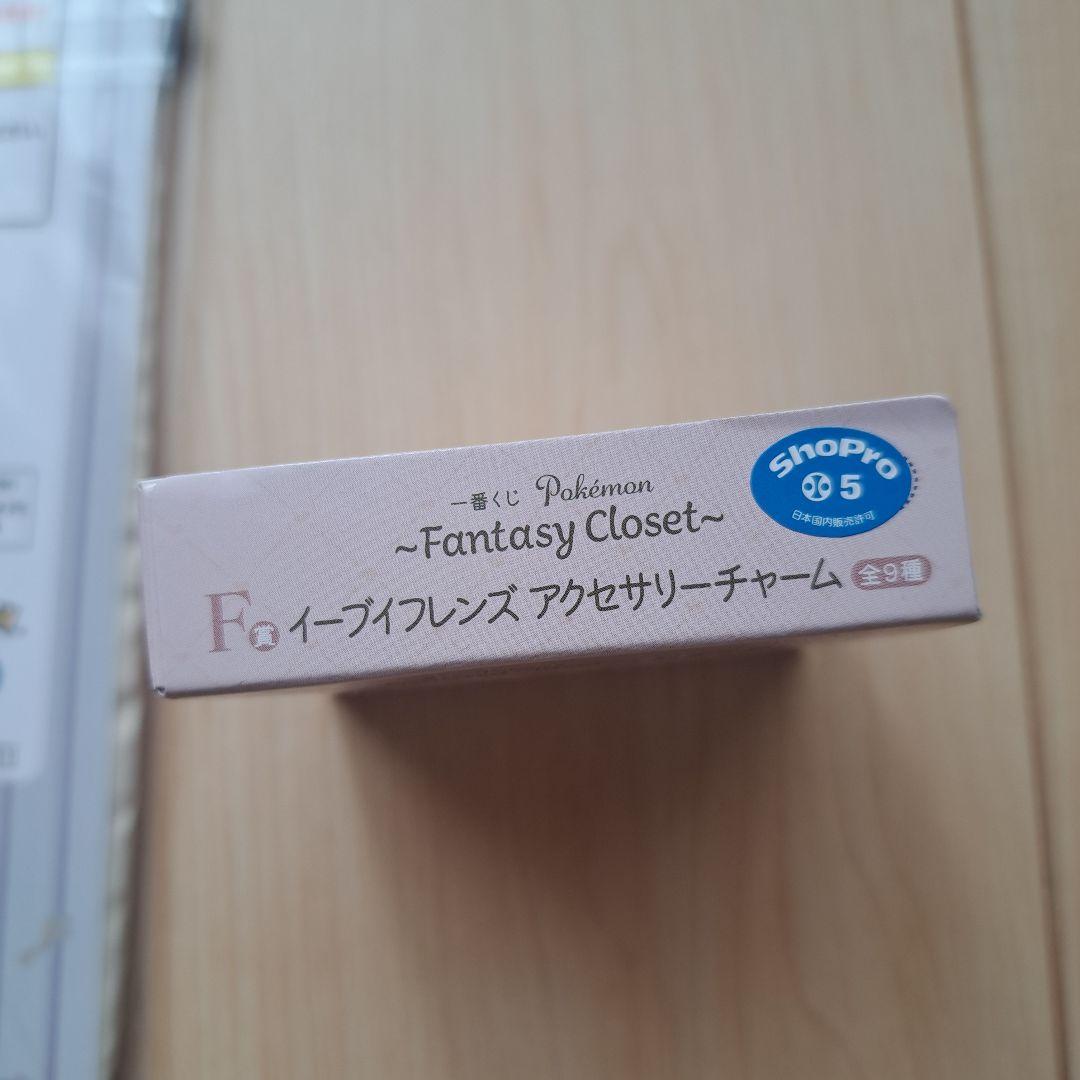 一番くじ Pokémon
~Fantasy Closet~
F賞 イーブイフレンズ アクセサリーチャーム 全9種
ShoPro
小 5
日本国内販売許可